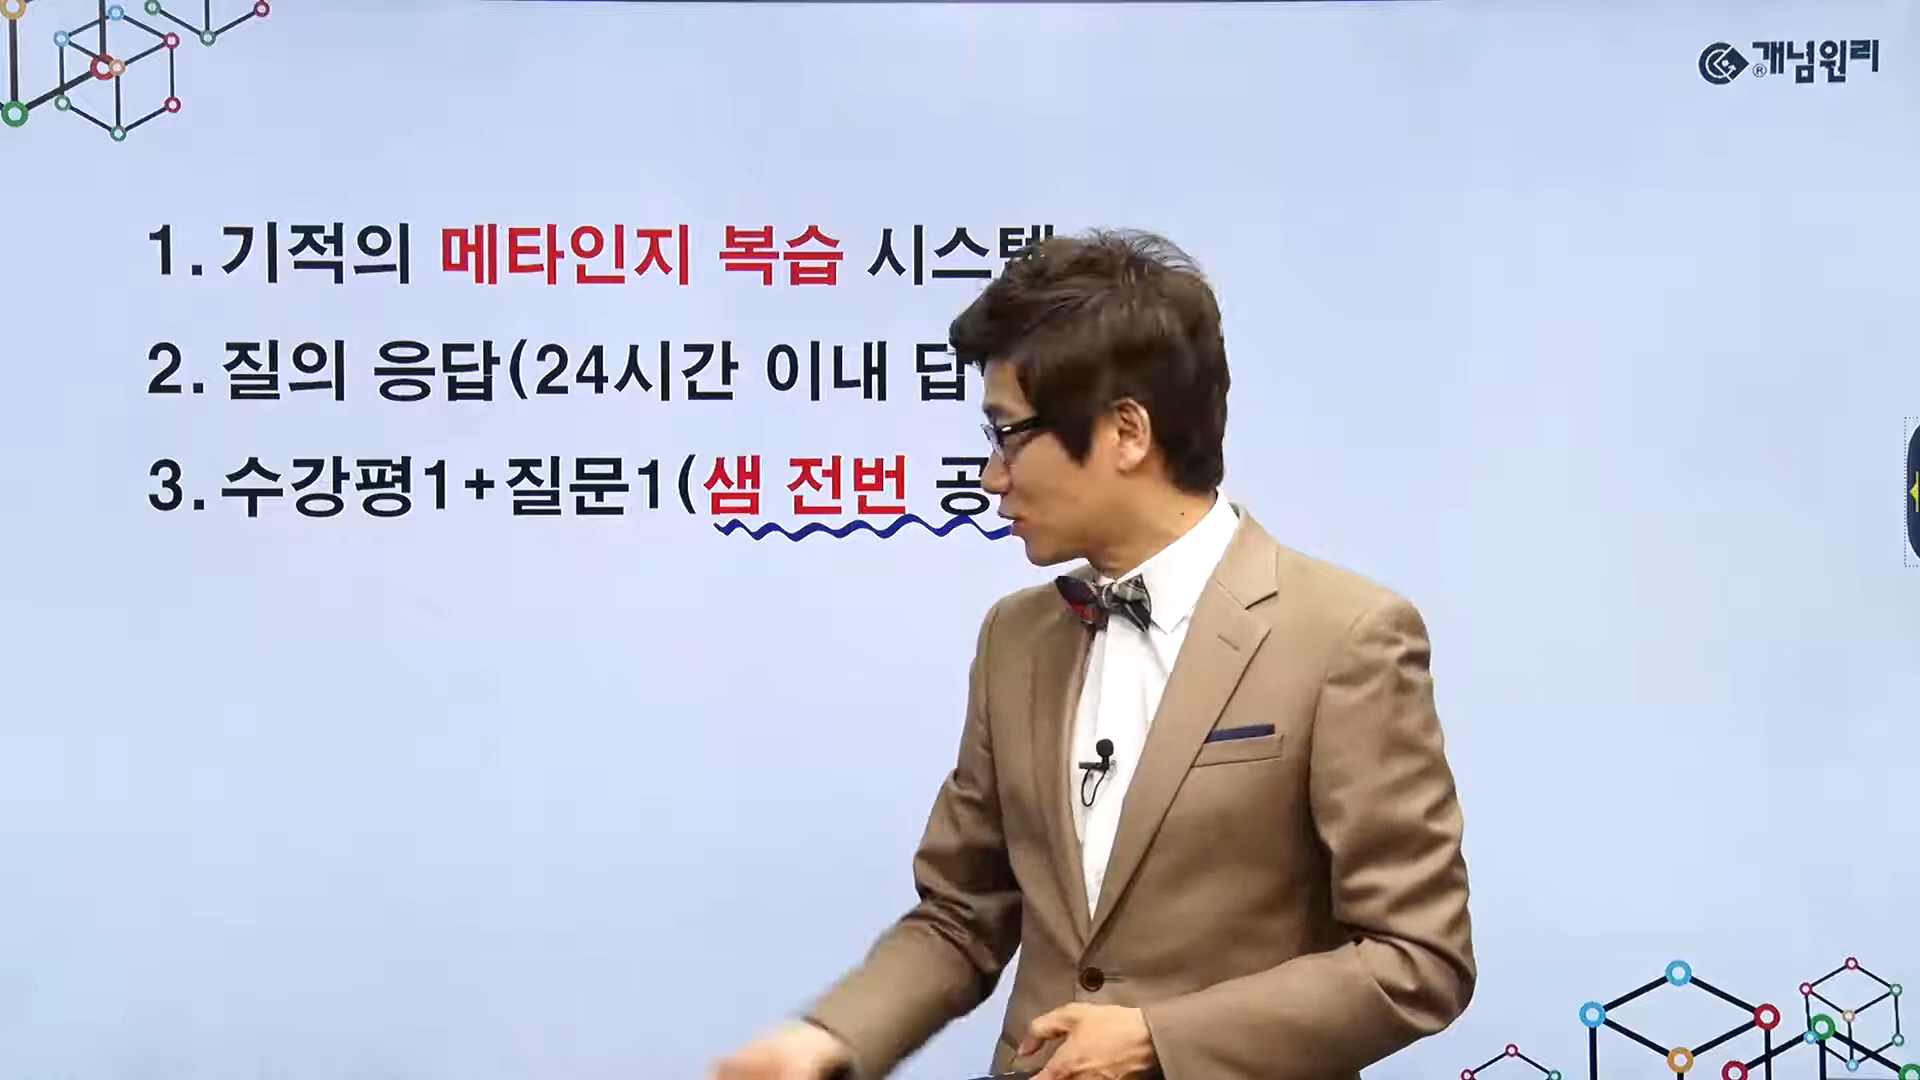 개념원리
1. 기적의 메타인지 복습 시스템
2. 질의 응답(24시간 이내 답
3. 수강평1+질문1(샘 전번 공